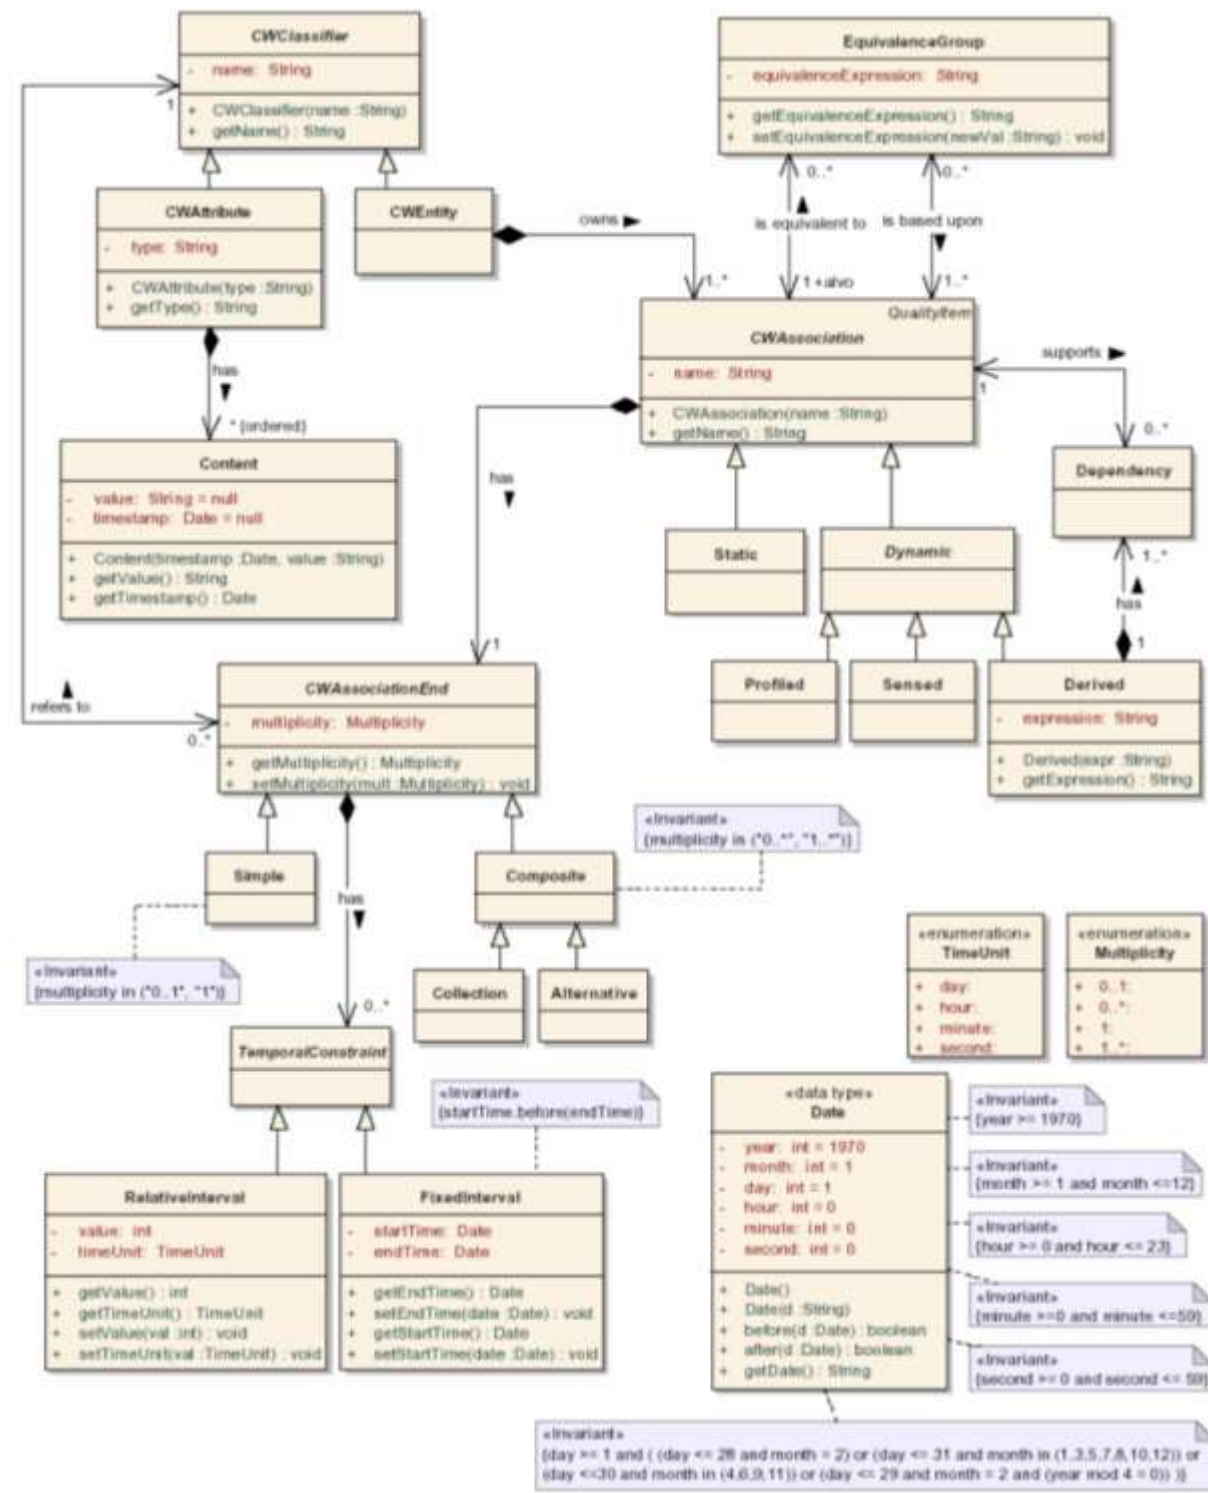 CWClassifier
- name: String
+ CWClassifier(name :String)
+ getName() : String
1
EquivalenceGroup
- equivalenceExpression: String
+ getEquivalenceExpression() : String
+ setEquivalenceExpression(newVal :String) : void
0..*
0..*
is equivalent to
is based upon
1 +alvo
1..*
CWAttribute
- type: String
+ CWAttribute(type :String)
+ getType() : String
CWEntity
owns
1..*
QualityItem
CWAssociation
- name: String
+ CWAssociation(name :String)
+ getName() : String
supports
1
0..*
has
* {ordered}
Content
- value: String = null
- timestamp: Date = null
+ Content(timestamp :Date, value :String)
+ getValue() : String
+ getTimestamp() : Date
has
1
Static
Dynamic
Dependency
1..*
has
1
Profiled
Sensed
Derived
- expression: String
+ Derived(expr :String)
+ getExpression() : String
refers to
0..*
CWAssociationEnd
- multiplicity: Multiplicity
+ getMultiplicity() : Multiplicity
+ setMultiplicity(mult :Multiplicity) : void
«Invariant»
{multiplicity in ("0..*", "1..*")}
Simple
has
Composite
«Invariant»
{multiplicity in ("0..1", "1")}
Collection
Alternative
0..*
«enumeration»
TimeUnit
+ day:
+ hour:
+ minute:
+ second:
«enumeration»
Multiplicity
+ 0..1:
+ 0..*:
+ 1:
+ 1..*:
TemporalConstraint
«Invariant»
{startTime.before(endTime)}
RelativeInterval
- value: int
- timeUnit: TimeUnit
+ getValue() : int
+ getTimeUnit() : TimeUnit
+ setValue(val :int) : void
+ setTimeUnit(val :TimeUnit) : void
FixedInterval
- startTime: Date
- endTime: Date
+ getEndTime() : Date
+ setEndTime(date :Date) : void
+ getStartTime() : Date
+ setStartTime(date :Date) : void
«data type»
Date
- year: int = 1970
- month: int = 1
- day: int = 1
- hour: int = 0
- minute: int = 0
- second: int = 0
+ Date()
+ Date(d :String)
+ before(d :Date) : boolean
+ after(d :Date) : boolean
+ getDate() : String
«Invariant»
{year >= 1970}
«Invariant»
{month >= 1 and month <=12}
«Invariant»
{hour >= 0 and hour <= 23}
«Invariant»
{minute >=0 and minute <=59}
«Invariant»
{second >= 0 and second <= 59}
«Invariant»
{day >= 1 and ( (day <= 28 and month = 2) or (day <= 31 and month in (1,3,5,7,8,10,12)) or
(day <=30 and month in (4,6,9,11)) or (day <= 29 and month = 2 and (year mod 4 = 0)) )}